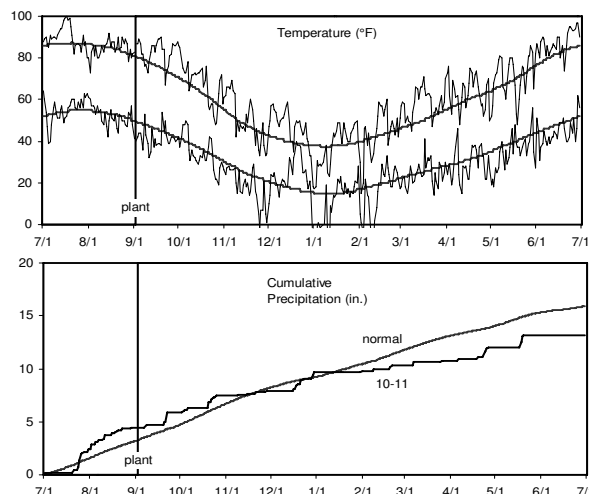 100
Temperature (°F)
80
60
40
20
plant
0
7/1 8/1 9/1 10/1 11/1 12/1 1/1 2/1 3/1 4/1 5/1 6/1 7/1
20
Cumulative
Precipitation (in.)
15
normal
10
10-11
5
plant
0
7/1 8/1 9/1 10/1 11/1 12/1 1/1 2/1 3/1 4/1 5/1 6/1 7/